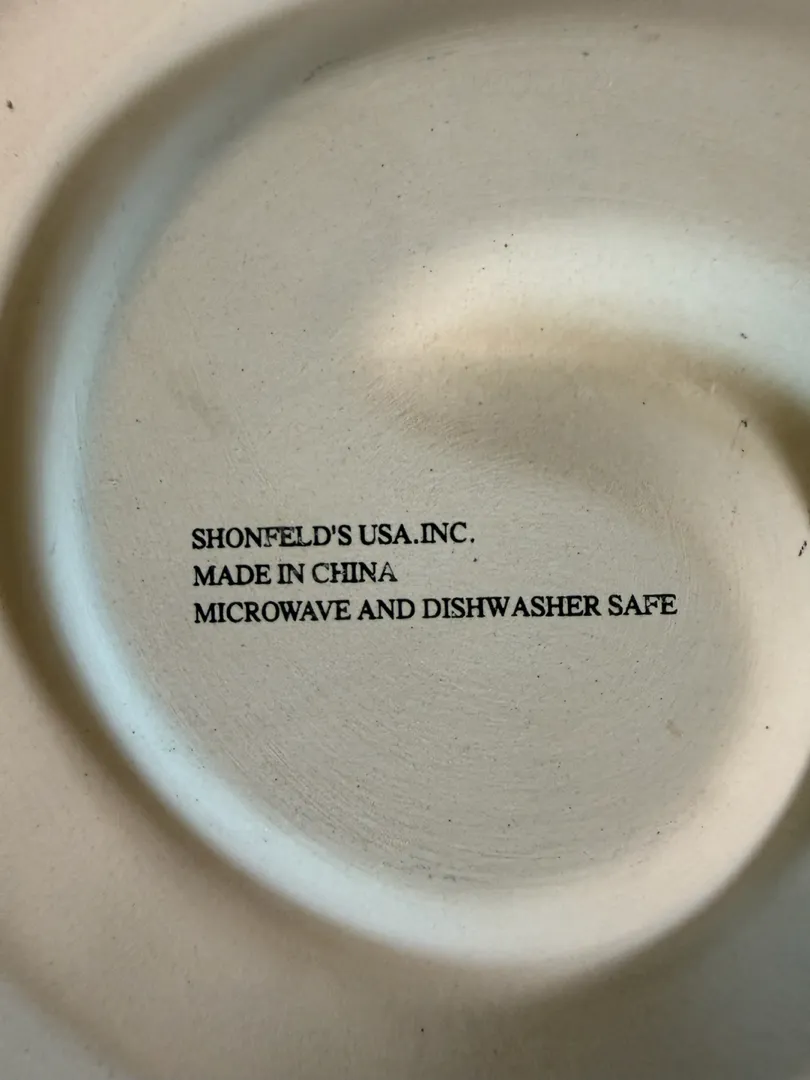 SHONFELD'S USA.INC.
MADE IN CHINA
MICROWAVE AND DISHWASHER SAFE